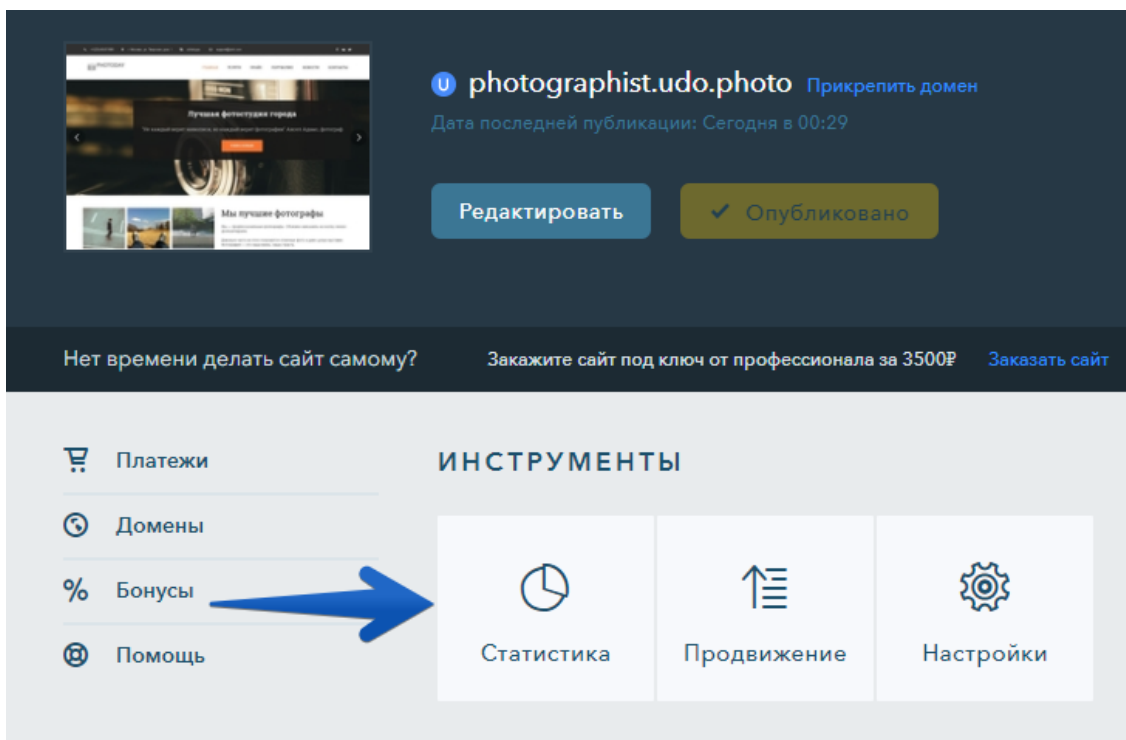 photographist.udo.photo Прикрепить домен
Дата последней публикации: Сегодня в 00:29
Редактировать
Опубликовано
Лучшая фотостудия города
Мы лучшие фотографы
Нет времени делать сайт самому?
Закажите сайт под ключ от профессионала за 3500₽
Заказать сайт
Платежи
Домены
Бонусы
Помощь
ИНСТРУМЕНТЫ
Статистика
Продвижение
Настройки